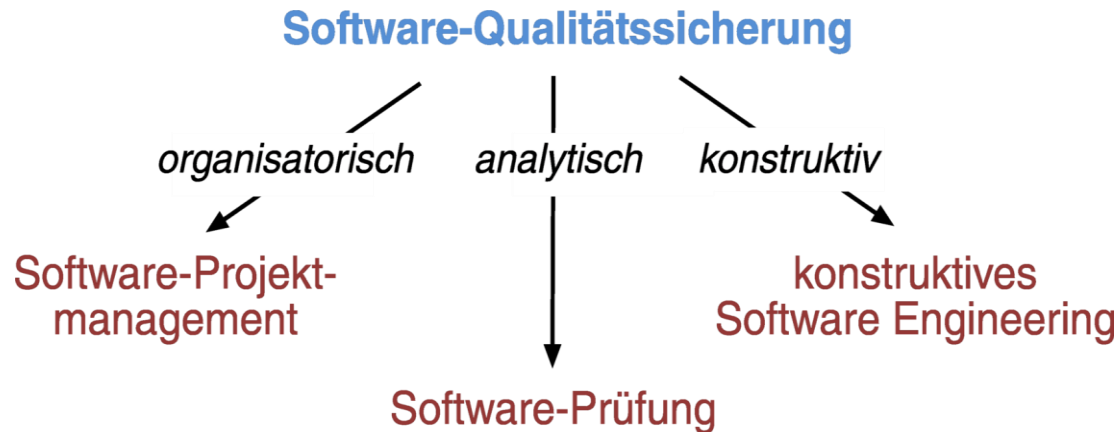 Software-Qualitätssicherung
organisatorisch
analytisch
konstruktiv
Software-Projekt-
management
konstruktives
Software Engineering
Software-Prüfung